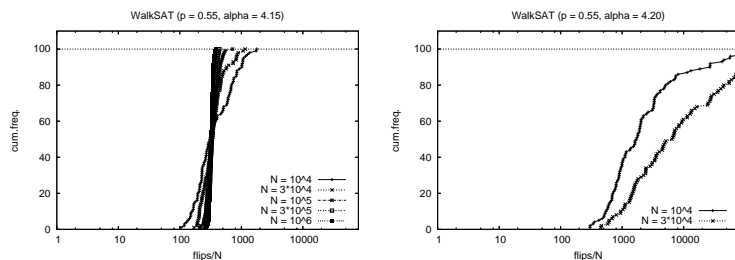 WalkSAT (p = 0.55, alpha = 4.15)
100
80
60
40
20
0
cum.freq.
N = 10^4
N = 3*10^4
N = 10^5
N = 3*10^5
N = 10^6
1 10 100 1000 10000
flips/N
WalkSAT (p = 0.55, alpha = 4.20)
100
80
60
40
20
0
cum.freq.
N = 10^4
N = 3*10^4
1 10 100 1000 10000
flips/N